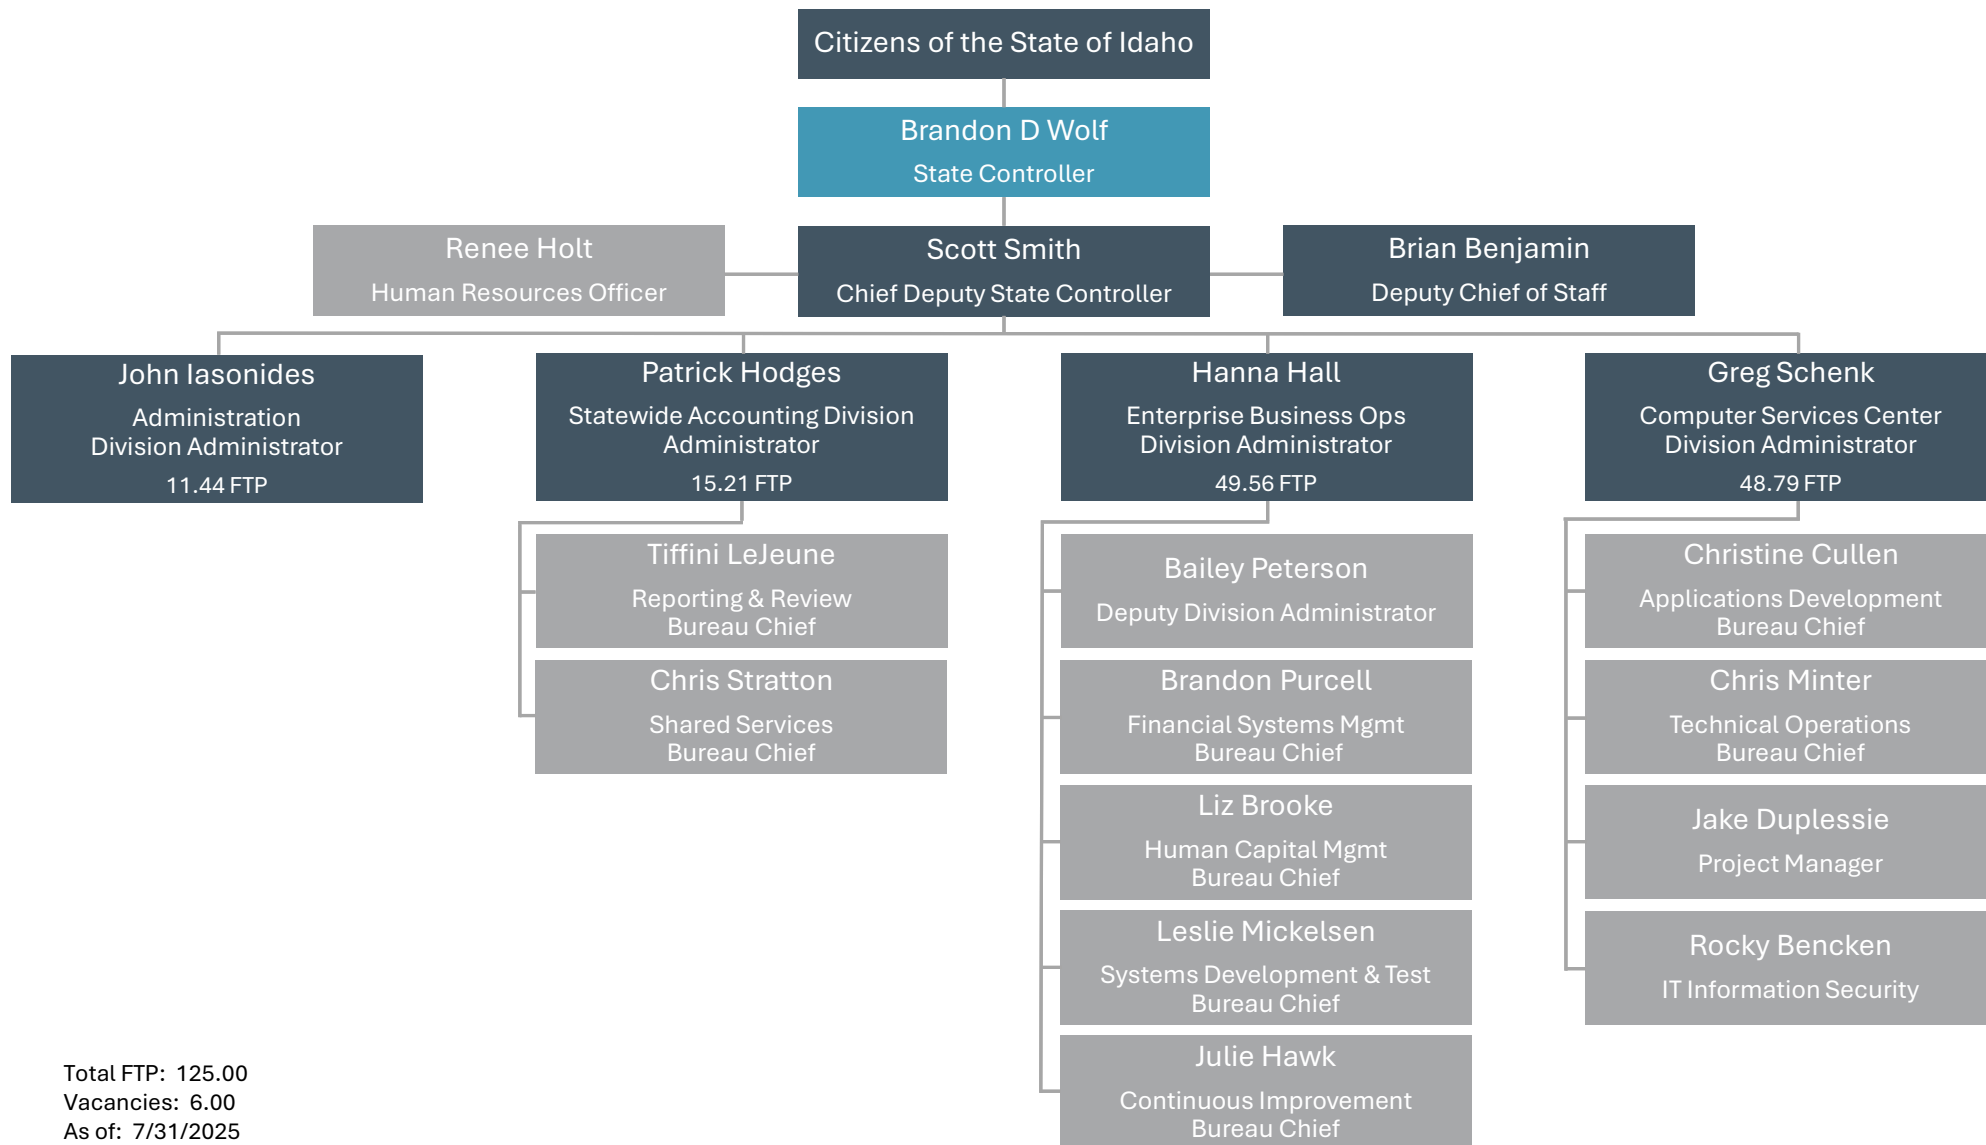 Citizens of the State of Idaho
Brandon D Wolf
State Controller
Renee Holt
Human Resources Officer
Scott Smith
Chief Deputy State Controller
Brian Benjamin
Deputy Chief of Staff
John Iasonides
Administration
Division Administrator
11.44 FTP
Patrick Hodges
Statewide Accounting Division
Administrator
15.21 FTP
Hanna Hall
Enterprise Business Ops
Division Administrator
49.56 FTP
Greg Schenk
Computer Services Center
Division Administrator
48.79 FTP
Tiffini LeJeune
Reporting & Review
Bureau Chief
Chris Stratton
Shared Services
Bureau Chief
Bailey Peterson
Deputy Division Administrator
Brandon Purcell
Financial Systems Mgmt
Bureau Chief
Liz Brooke
Human Capital Mgmt
Bureau Chief
Leslie Mickelsen
Systems Development & Test
Bureau Chief
Julie Hawk
Continuous Improvement
Bureau Chief
Christine Cullen
Applications Development
Bureau Chief
Chris Minter
Technical Operations
Bureau Chief
Jake Duplessie
Project Manager
Rocky Bencken
IT Information Security
Total FTP: 125.00
Vacancies: 6.00
As of: 7/31/2025